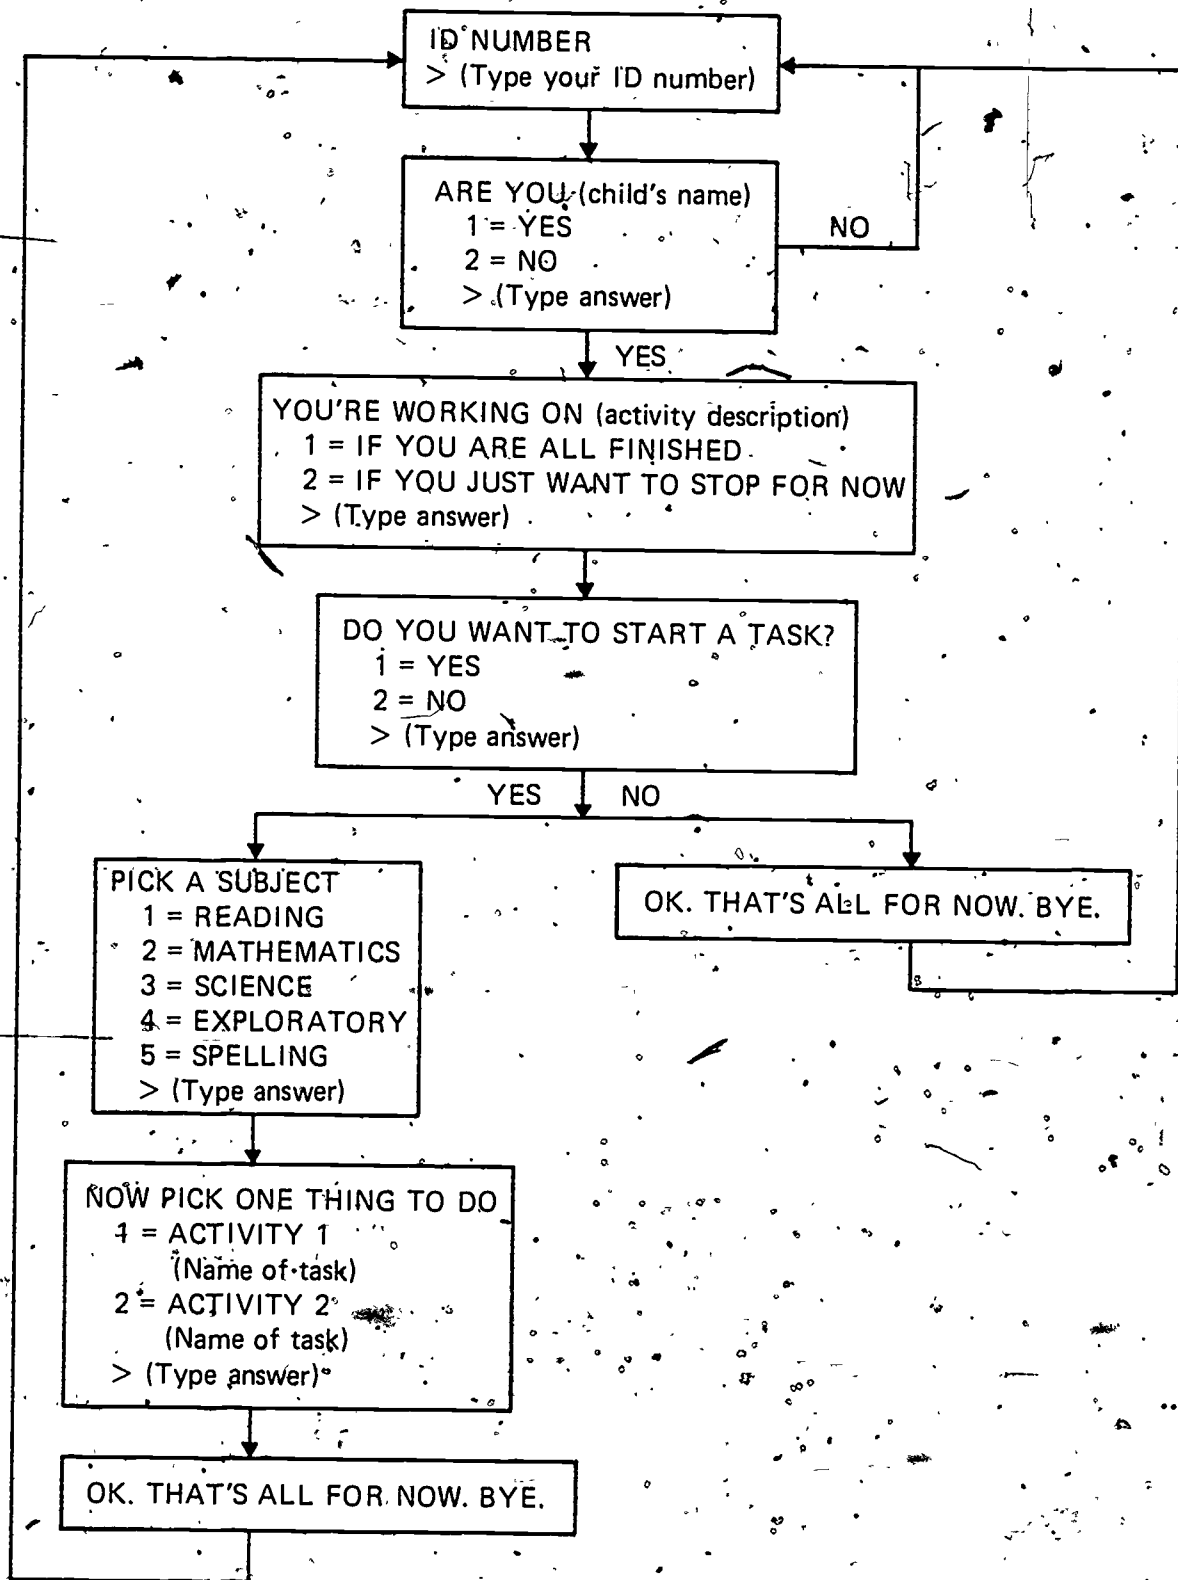 ID NUMBER
> (Type your ID number)
ARE YOU (child's name)
1 = YES
2 = NO
> (Type answer)
NO
YES
YOU'RE WORKING ON (activity description)
1 = IF YOU ARE ALL FINISHED
2 = IF YOU JUST WANT TO STOP FOR NOW
> (Type answer)
DO YOU WANT TO START A TASK?
1 = YES
2 = NO
> (Type answer)
YES NO
PICK A SUBJECT
1 = READING
2 = MATHEMATICS
3 = SCIENCE
4 = EXPLORATORY
5 = SPELLING
> (Type answer)
OK. THAT'S ALL FOR NOW. BYE.
NOW PICK ONE THING TO DO
1 = ACTIVITY 1
(Name of task)
2 = ACTIVITY 2
(Name of task)
> (Type answer)
OK. THAT'S ALL FOR NOW. BYE.